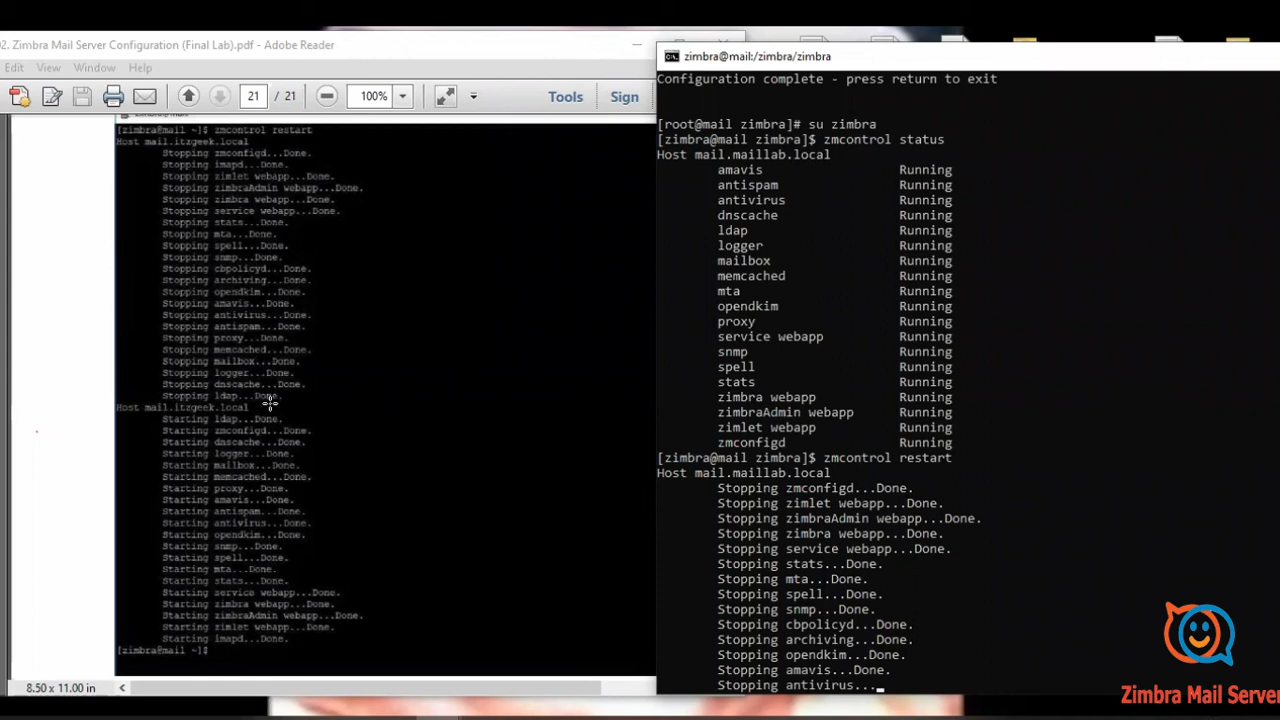 02. Zimbra Mail Server Configuration (Final Lab).pdf - Adobe Reader
Edit View Window Help
21 / 21 100% Tools Sign
[zimbra@mail ~]$ zmcontrol restart
Host mail.itzgeek.local
Stopping zmconfigd...Done.
Stopping imapd...Done.
Stopping zimlet webapp...Done.
Stopping zimbraAdmin webapp...Done.
Stopping zimbra webapp...Done.
Stopping service webapp...Done.
Stopping stats...Done.
Stopping mta...Done.
Stopping spell...Done.
Stopping snmp...Done.
Stopping cbpolicyd...Done.
Stopping archiving...Done.
Stopping opendkim...Done.
Stopping amavis...Done.
Stopping antivirus...Done.
Stopping antispam...Done.
Stopping proxy...Done.
Stopping memcached...Done.
Stopping mailbox...Done.
Stopping logger...Done.
Stopping dnscache...Done.
Stopping ldap...Done.
Host mail.itzgeek.local
Starting ldap...Done.
Starting zmconfigd...Done.
Starting dnscache...Done.
Starting logger...Done.
Starting mailbox...Done.
Starting memcached...Done.
Starting proxy...Done.
Starting amavis...Done.
Starting antispam...Done.
Starting antivirus...Done.
Starting opendkim...Done.
Starting snmp...Done.
Starting spell...Done.
Starting mta...Done.
Starting stats...Done.
Starting service webapp...Done.
Starting zimbra webapp...Done.
Starting zimbraAdmin webapp...Done.
Starting zimlet webapp...Done.
Starting imapd...Done.
[zimbra@mail ~]$
8.50 x 11.00 in
zimbra@mail:/zimbra/zimbra
Configuration complete - press return to exit
[root@mail zimbra]# su zimbra
[zimbra@mail zimbra]$ zmcontrol status
Host mail.maillab.local
amavis Running
antispam Running
antivirus Running
dnscache Running
ldap Running
logger Running
mailbox Running
memcached Running
mta Running
opendkim Running
proxy Running
service webapp Running
snmp Running
spell Running
stats Running
zimbra webapp Running
zimbraAdmin webapp Running
zimlet webapp Running
zmconfigd Running
[zimbra@mail zimbra]$ zmcontrol restart
Host mail.maillab.local
Stopping zmconfigd...Done.
Stopping zimlet webapp...Done.
Stopping zimbraAdmin webapp...Done.
Stopping zimbra webapp...Done.
Stopping service webapp...Done.
Stopping stats...Done.
Stopping mta...Done.
Stopping spell...Done.
Stopping snmp...Done.
Stopping cbpolicyd...Done.
Stopping archiving...Done.
Stopping opendkim...Done.
Stopping amavis...Done.
Stopping antivirus...
Zimbra Mail Server